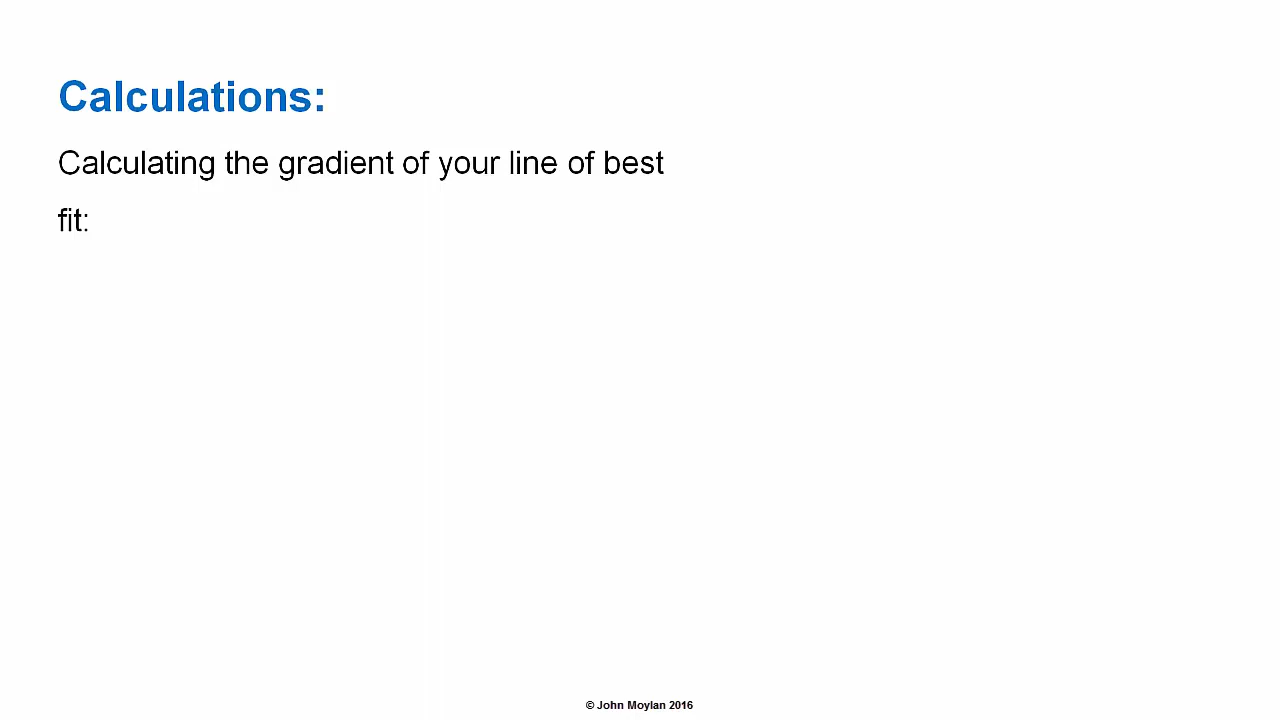 Calculations:
Calculating the gradient of your line of best
fit:
© John Moylan 2016